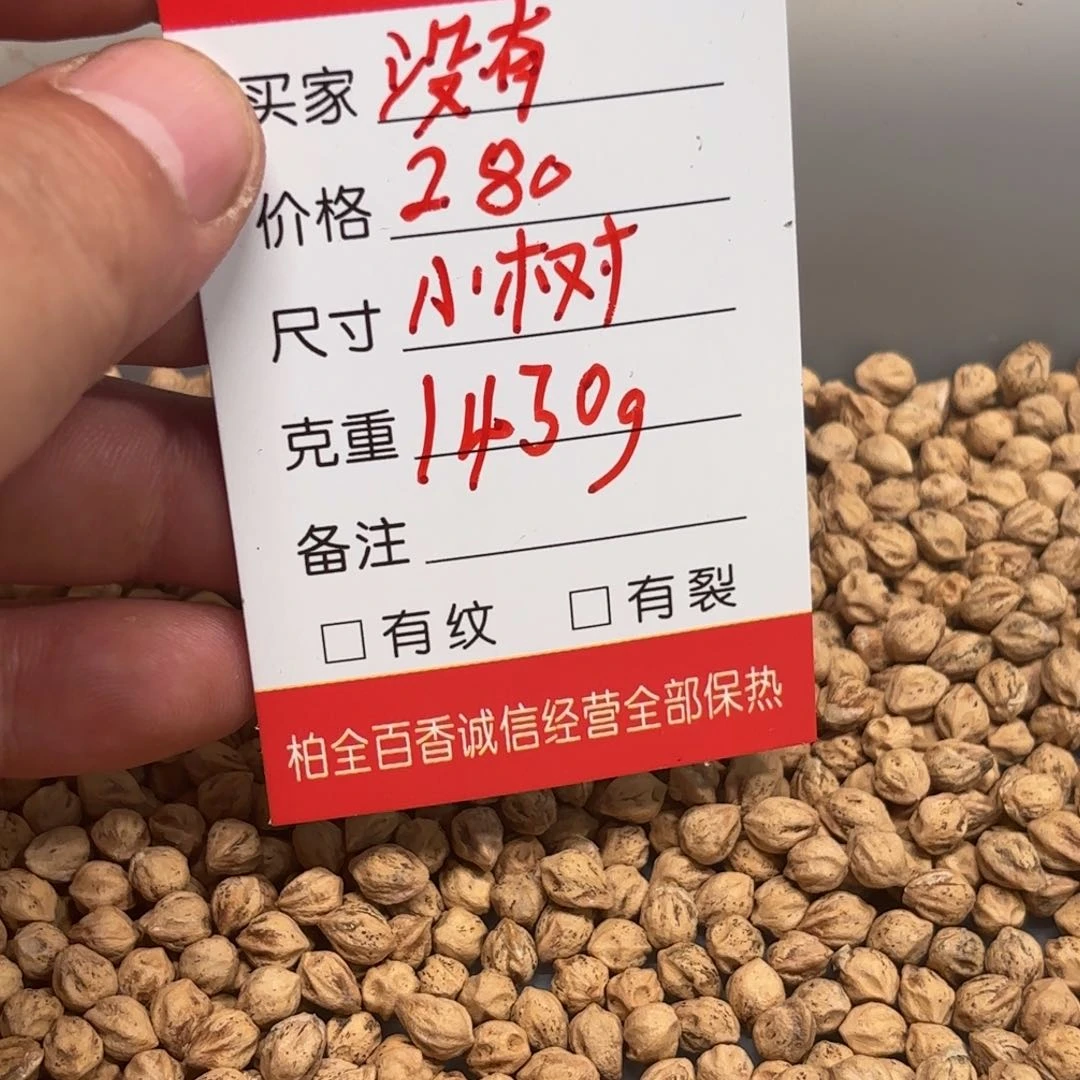 买家 没有
价格 280
尺寸 小树
克重 1430g
备注
□有纹 □有裂
柏全百香诚信经营全部保热